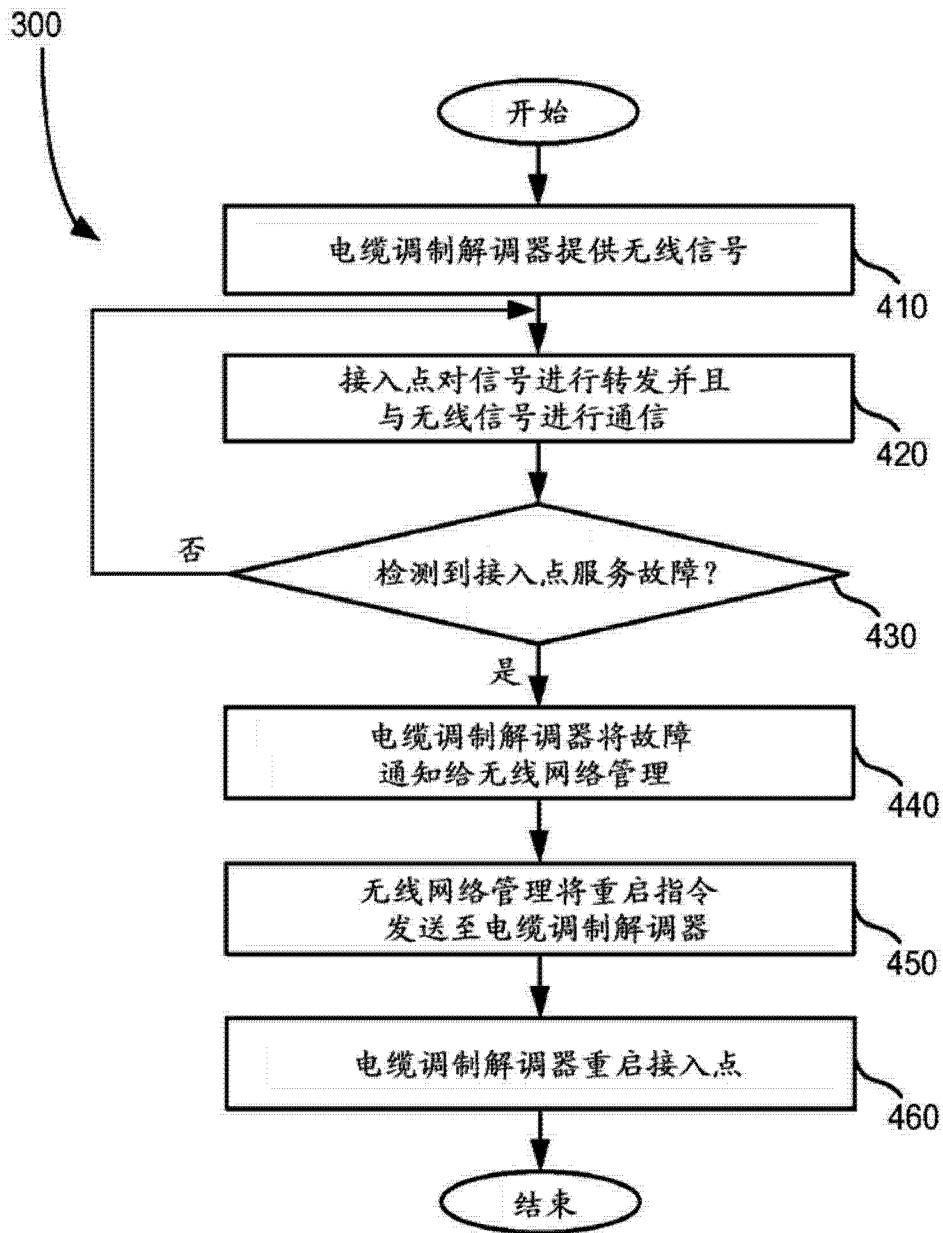 300
开始
电缆调制解调器提供无线信号
410
接入点对信号进行转发并且
与无线信号进行通信
420
否
检测到接入点服务故障?
430
是
电缆调制解调器将故障
通知给无线网络管理
440
无线网络管理将重启指令
发送至电缆调制解调器
450
电缆调制解调器重启接入点
460
结束